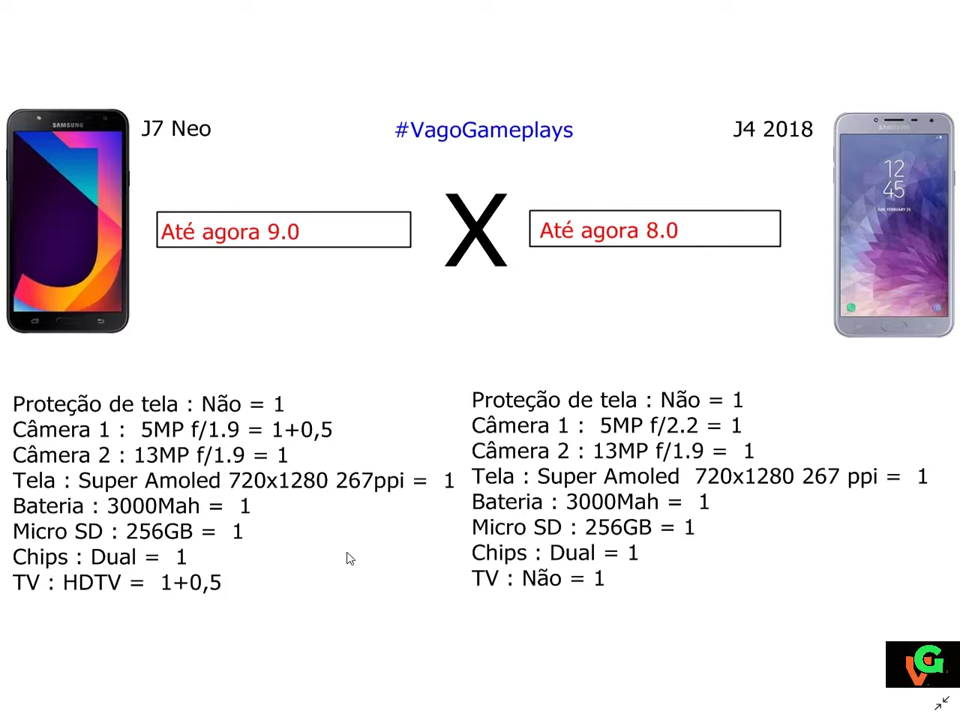 J7 Neo
#VagoGameplays
J4 2018
SAMSUNG
SAMSUNG
Até agora 9.0
X
Até agora 8.0
12
45
Proteção de tela : Não = 1
Câmera 1 : 5MP f/1.9 = 1+0,5
Câmera 2 : 13MP f/1.9 = 1
Tela : Super Amoled 720x1280 267ppi = 1
Bateria : 3000Mah = 1
Micro SD : 256GB = 1
Chips : Dual = 1
TV : HDTV = 1+0,5
Proteção de tela : Não = 1
Câmera 1 : 5MP f/2.2 = 1
Câmera 2 : 13MP f/1.9 = 1
Tela : Super Amoled 720x1280 267 ppi = 1
Bateria : 3000Mah = 1
Micro SD : 256GB = 1
Chips : Dual = 1
TV : Não = 1
VG